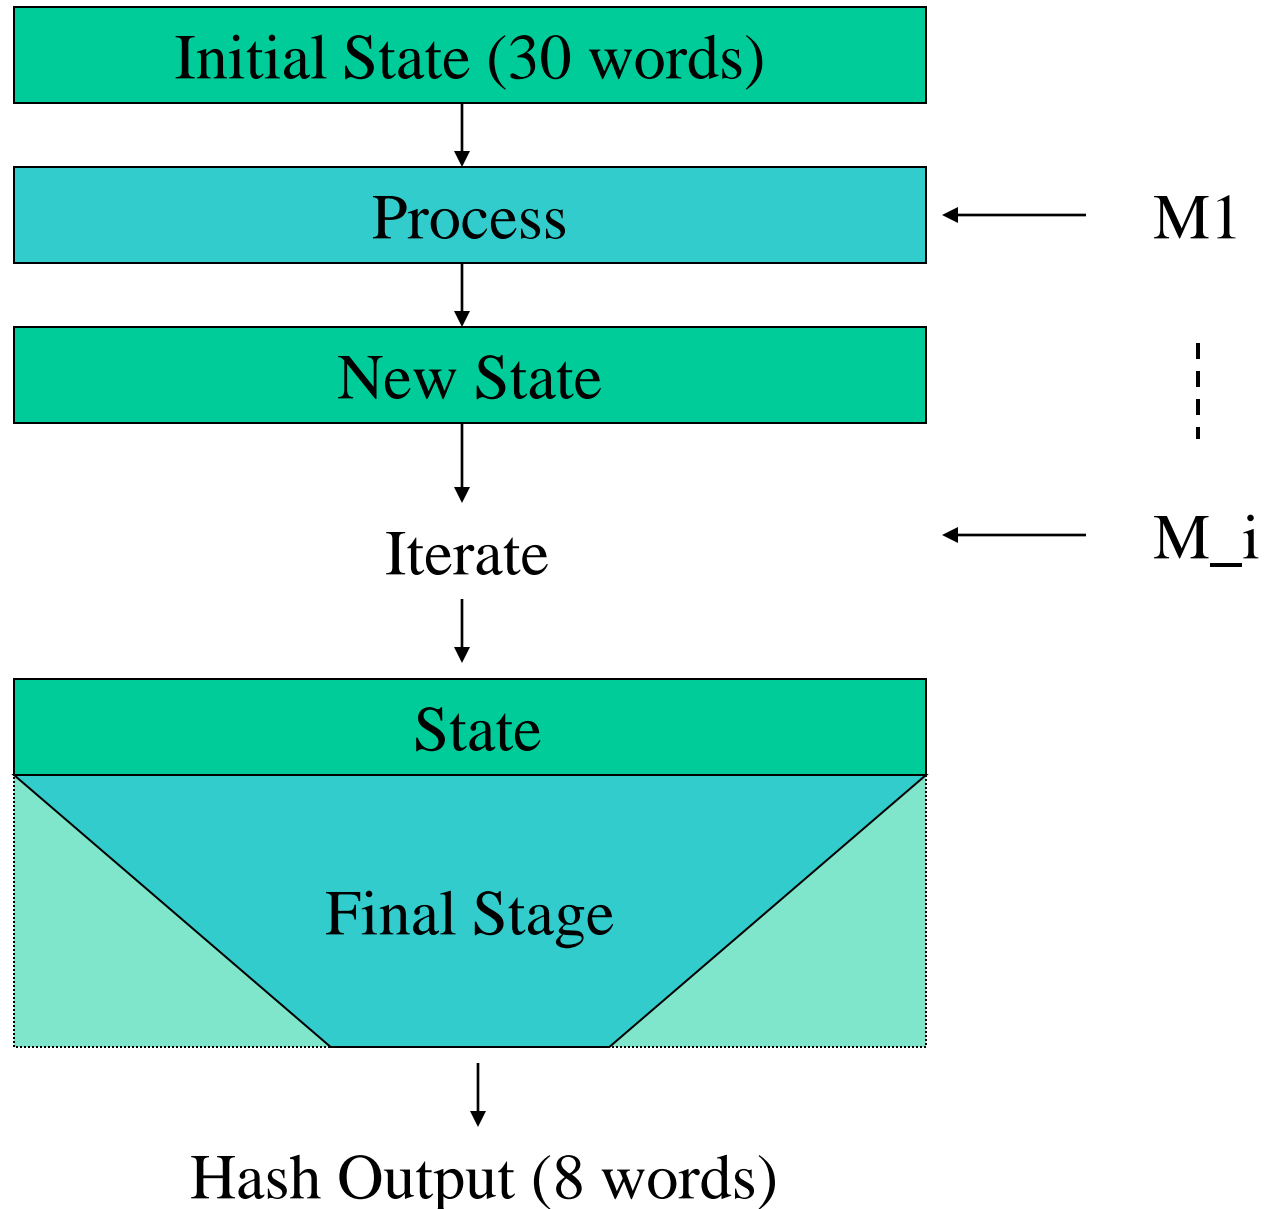 Initial State (30 words)
Process
M1
New State
Iterate
M_i
State
Final Stage
Hash Output (8 words)